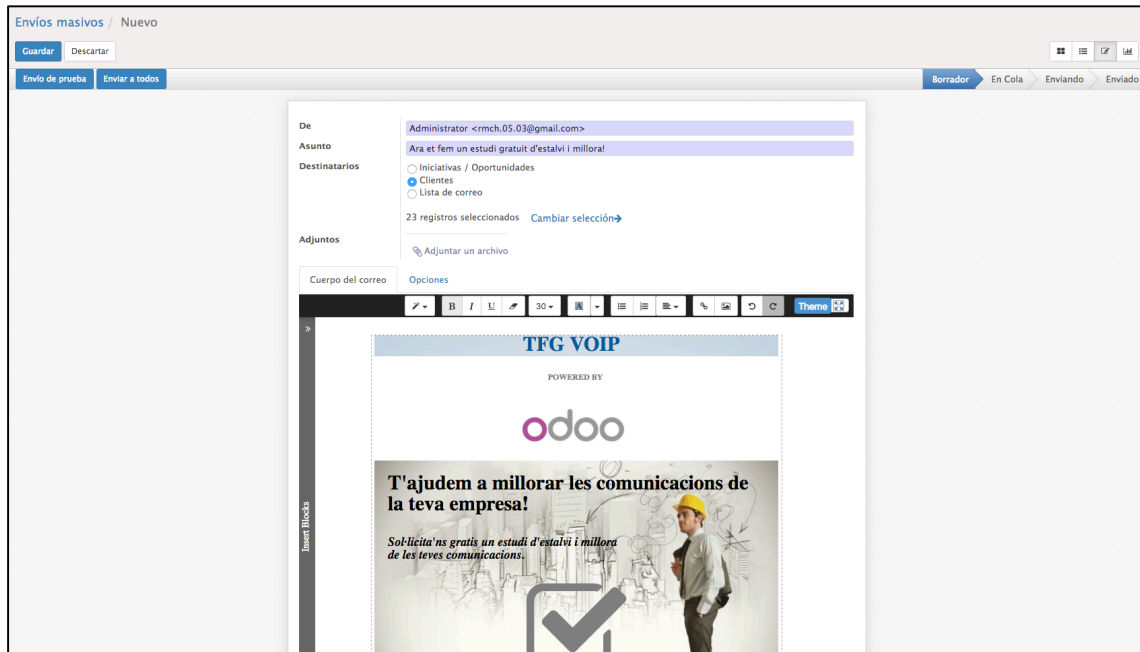 Envíos masivos / Nuevo
Guardar Descartar
Envío de prueba Enviar a todos Borrador En Cola Enviando Enviado
De Administrator <rmch.05.03@gmail.com>
Asunto Ara et fem un estudi gratuit d'estalvi i millora!
Destinatarios Iniciativas / Oportunidades
Clientes
Lista de correo
23 registros seleccionados Cambiar selección
Adjuntos
Adjuntar un archivo
Cuerpo del correo Opciones
B I U 30 A Theme
TFG VOIP
POWERED BY
odoo
T'ajudem a millorar les comunicacions de
la teva empresa!
Sol·licita'ns gratis un estudi d'estalvi i millora
de les teves comunicacions.
Insert Blocks